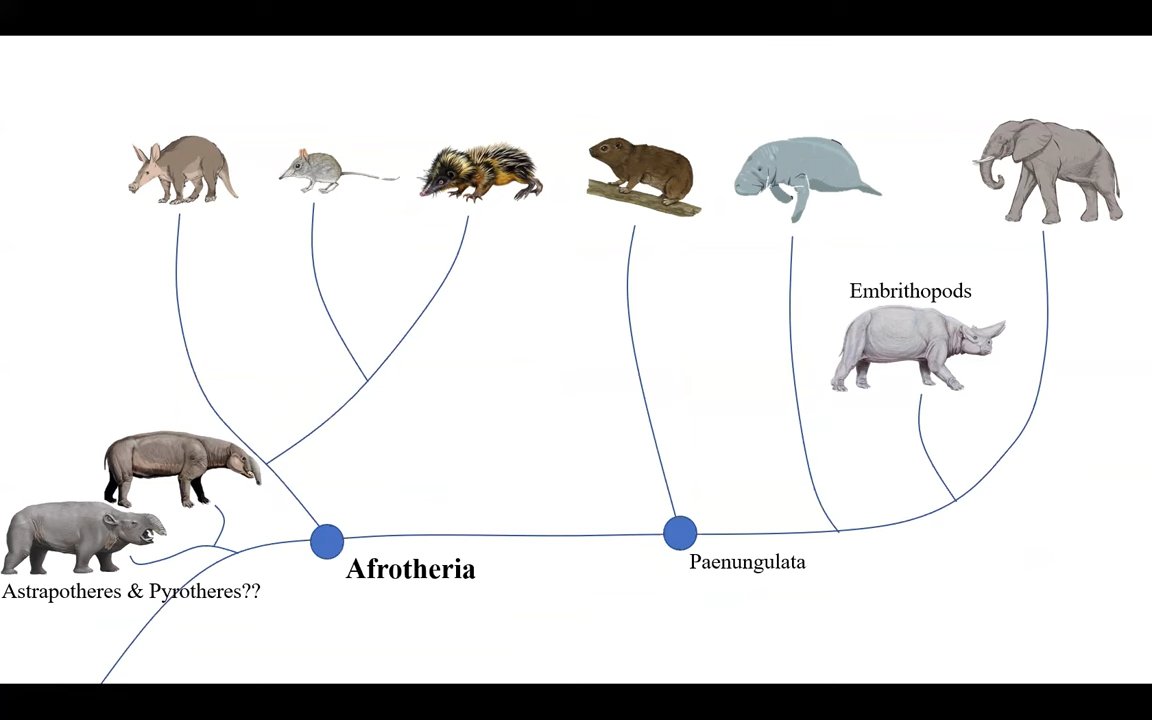 Embrithopods
Afrotheria
Paenungulata
Astrapotheres & Pyrotheres??